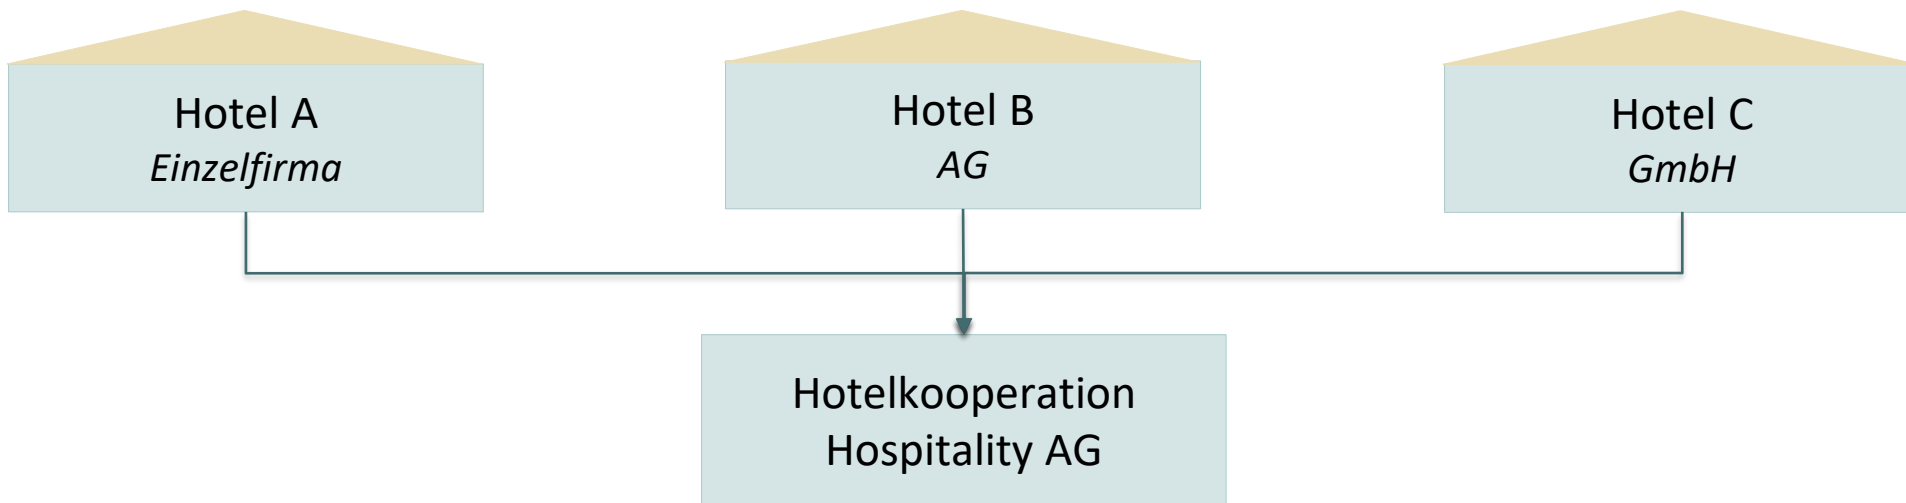 Hotel A
Einzelfirma
Hotel B
AG
Hotel C
GmbH
Hotelkooperation
Hospitality AG